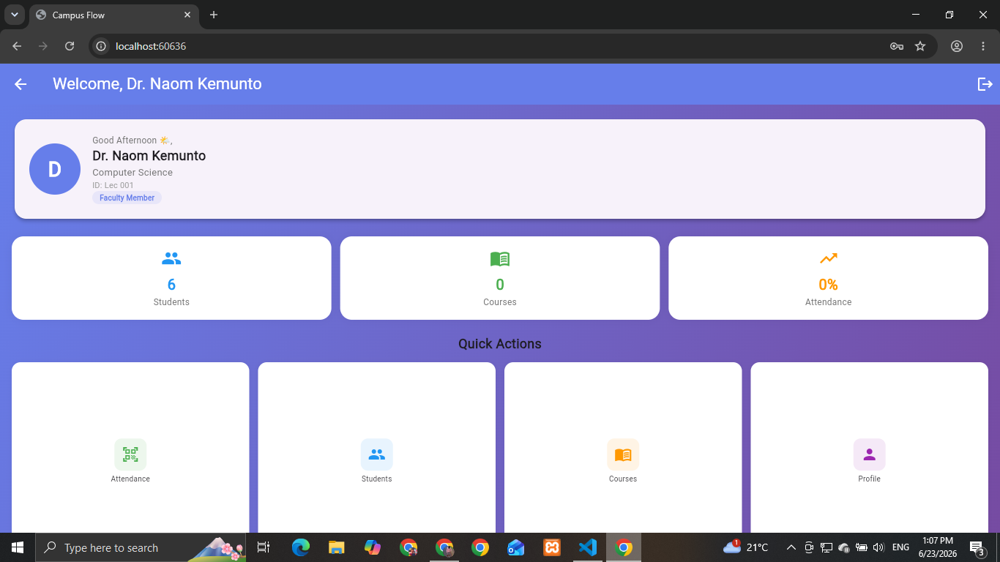 Campus Flow
localhost:60636
Welcome, Dr. Naom Kemunto
Good Afternoon 🌤️,
D
Dr. Naom Kemunto
Computer Science
ID: Lec 001
Faculty Member
6
Students
0
Courses
0%
Attendance
Quick Actions
Attendance
Students
Courses
Profile
Type here to search
1
21°C
ENG
1:07 PM
6/23/2026
3